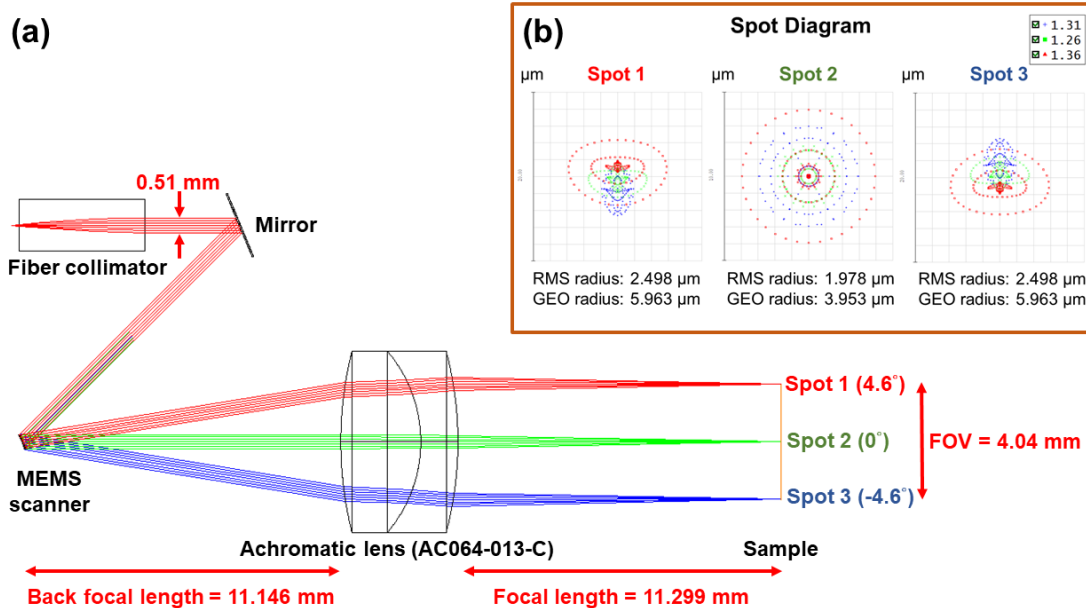 (a)
0.51 mm
Mirror
Fiber collimator
MEMS
scanner
Achromatic lens (AC064-013-C)
Sample
Spot 1 (4.6°)
Spot 2 (0°)
Spot 3 (-4.6°)
FOV = 4.04 mm
Back focal length = 11.146 mm
Focal length = 11.299 mm
(b)
Spot Diagram
1.31
1.26
1.36
µm
Spot 1
µm
Spot 2
µm
Spot 3
RMS radius: 2.498 µm
GEO radius: 5.963 µm
RMS radius: 1.978 µm
GEO radius: 3.953 µm
RMS radius: 2.498 µm
GEO radius: 5.963 µm